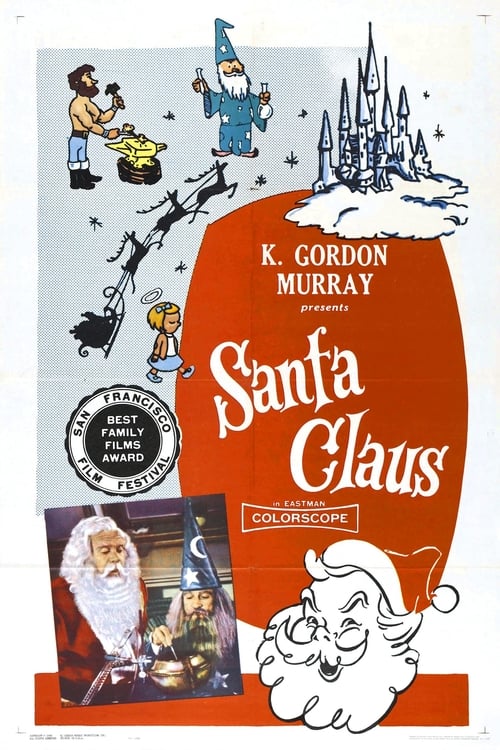 K. GORDON
MURRAY
presents
Santa
Claus
SAN FRANCISCO
BEST
FAMILY
FILMS
AWARD
FILM FESTIVAL
in EASTMAN
COLORSCOPE